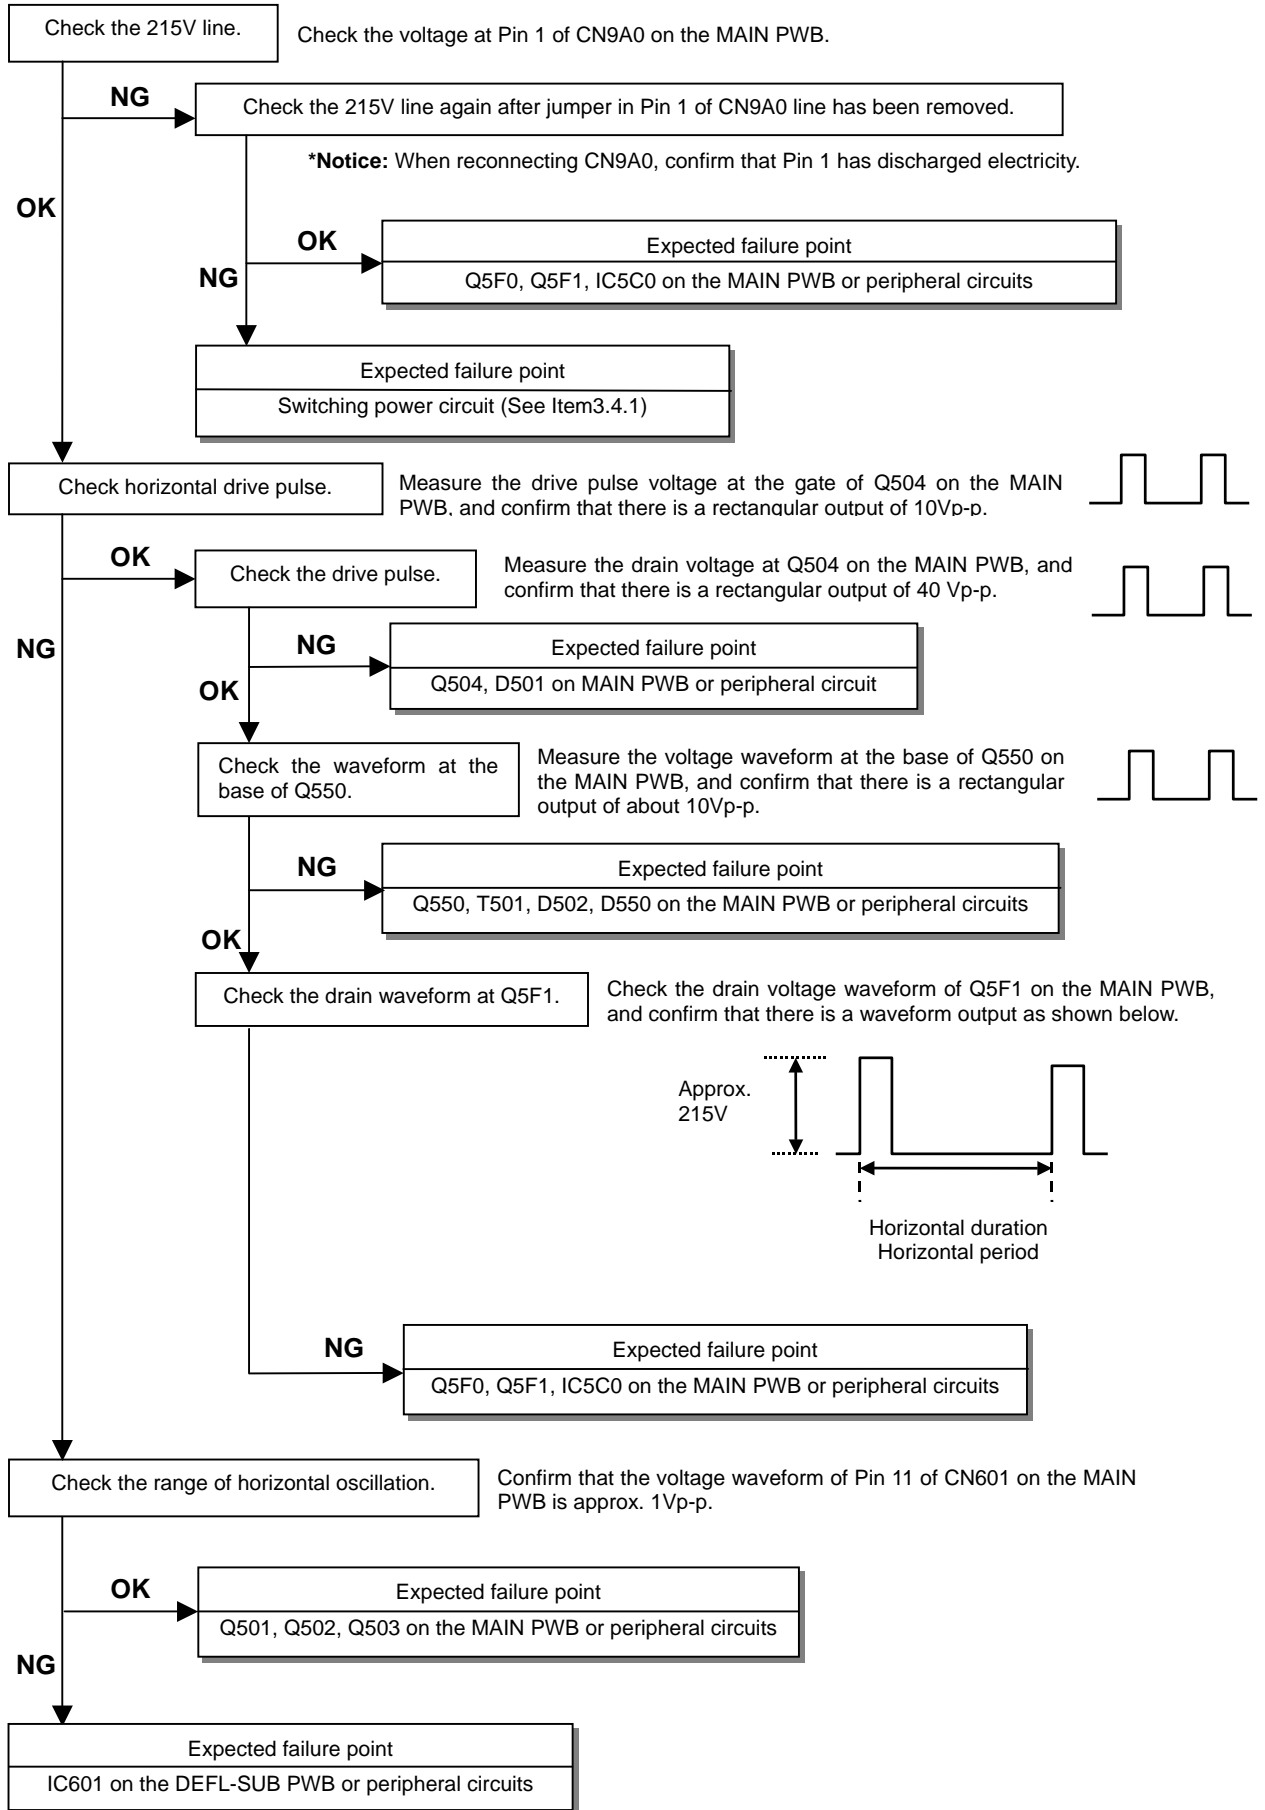 Check the 215V line.
Check the voltage at Pin 1 of CN9A0 on the MAIN PWB.
NG
Check the 215V line again after jumper in Pin 1 of CN9A0 line has been removed.
*Notice: When reconnecting CN9A0, confirm that Pin 1 has discharged electricity.
OK
OK
NG
Expected failure point
Q5F0, Q5F1, IC5C0 on the MAIN PWB or peripheral circuits
Expected failure point
Switching power circuit (See Item3.4.1)
Check horizontal drive pulse.
Measure the drive pulse voltage at the gate of Q504 on the MAIN
PWB, and confirm that there is a rectangular output of 10Vp-p.
OK
Check the drive pulse.
Measure the drain voltage at Q504 on the MAIN PWB, and
confirm that there is a rectangular output of 40 Vp-p.
NG
NG
Expected failure point
Q504, D501 on MAIN PWB or peripheral circuit
OK
Check the waveform at the
base of Q550.
Measure the voltage waveform at the base of Q550 on
the MAIN PWB, and confirm that there is a rectangular
output of about 10Vp-p.
NG
Expected failure point
Q550, T501, D502, D550 on the MAIN PWB or peripheral circuits
OK
Check the drain waveform at Q5F1.
Check the drain voltage waveform of Q5F1 on the MAIN PWB,
and confirm that there is a waveform output as shown below.
Approx.
215V
Horizontal duration
Horizontal period
NG
Expected failure point
Q5F0, Q5F1, IC5C0 on the MAIN PWB or peripheral circuits
Check the range of horizontal oscillation.
Confirm that the voltage waveform of Pin 11 of CN601 on the MAIN
PWB is approx. 1Vp-p.
OK
Expected failure point
Q501, Q502, Q503 on the MAIN PWB or peripheral circuits
NG
Expected failure point
IC601 on the DEFL-SUB PWB or peripheral circuits